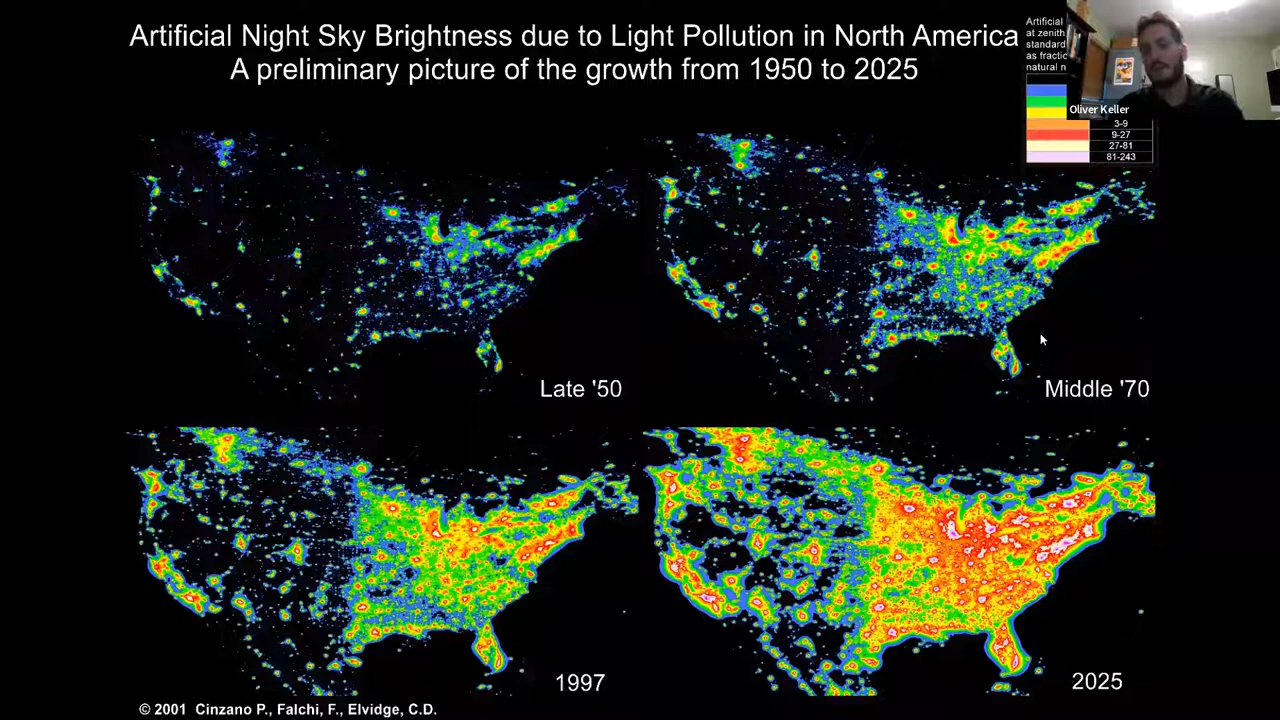 Artificial Night Sky Brightness due to Light Pollution in North America
A preliminary picture of the growth from 1950 to 2025
Artificial
at zenith
standard
as fractio
natural n
Oliver Keller
3-9
9-27
27-81
81-243
Late '50
Middle '70
1997
2025
© 2001 Cinzano P., Falchi, F., Elvidge, C.D.